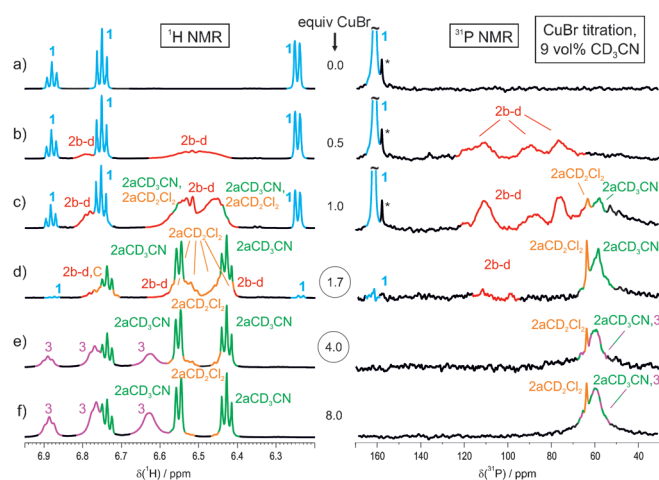 equiv CuBr
¹H NMR
³¹P NMR
CuBr titration,
9 vol% CD₃CN
a)
1
1
1
0.0
1
*
b)
1
2b-d
1
2b-d
1
0.5
1
*
2b-d
c)
1
2b-d
1
2aCD₃CN,
2aCD₂Cl₂
2b-d
2aCD₃CN,
2aCD₂Cl₂
1
1.0
1
*
2b-d
2aCD₂Cl₂
2aCD₃CN
d)
1
2b-d,C
2aCD₃CN
2b-d
2aCD₂Cl₂
2aCD₃CN
2b-d
1
1.7
1
2b-d
2aCD₂Cl₂
2aCD₃CN
e)
3
3
2aCD₃CN
3
2aCD₃CN
2aCD₂Cl₂
2aCD₃CN
4.0
2aCD₂Cl₂
2aCD₃CN,3
f)
3
3
2aCD₃CN
3
2aCD₃CN
2aCD₂Cl₂
2aCD₃CN
8.0
2aCD₂Cl₂
2aCD₃CN,3
6.9 6.8 6.7 6.6 6.5 6.4 6.3
δ(¹H) / ppm
160 140 120 100 80 60 40
δ(³¹P) / ppm